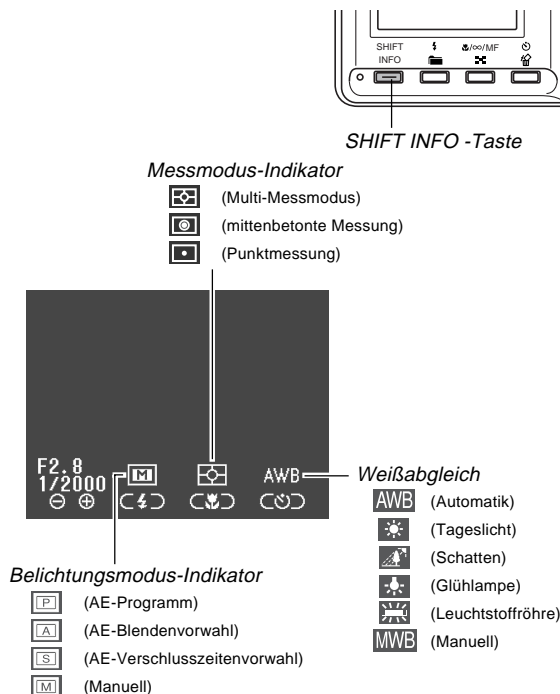 SHIFT
INFO
/∞/MF
SHIFT INFO -Taste
Messmodus-Indikator
(Multi-Messmodus)
(mittenbetonte Messung)
(Punktmessung)
F2.8
1/2000
M
AWB
Weißabgleich
AWB (Automatik)
(Tageslicht)
(Schatten)
(Glühlampe)
(Leuchtstoffröhre)
MWB (Manuell)
Belichtungsmodus-Indikator
P (AE-Programm)
A (AE-Blendenvorwahl)
S (AE-Verschlusszeitenvorwahl)
M (Manuell)